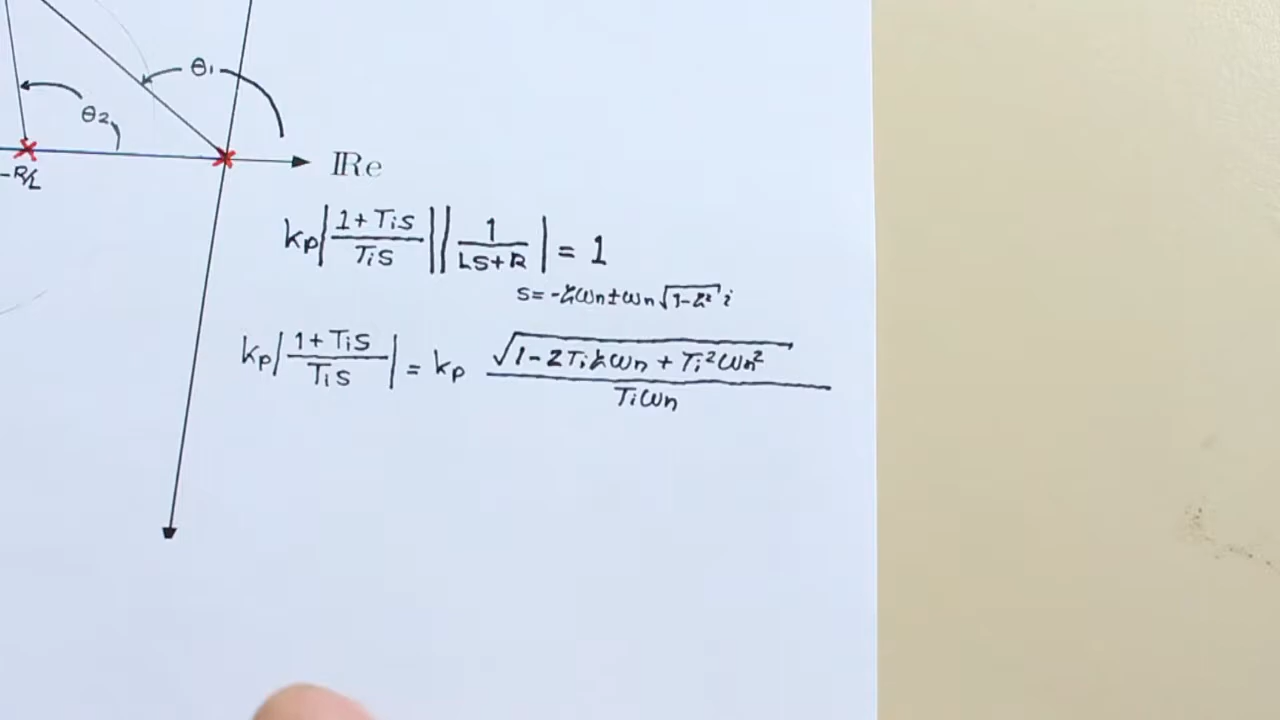 θ₁
θ₂
-R/L
IRe
kp|(1 + Tis)/(Tis)||1/(Ls+R)| = 1
s = -ζωn ± ωn√(1-ζ²) i
kp|(1 + Tis)/(Tis)| = kp √(1 - 2Tiζωn + Ti²ωn²)/(Tiωn)